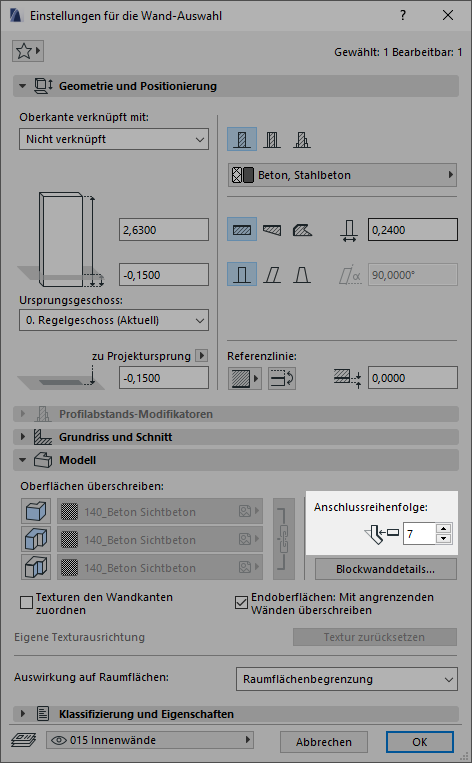 Einstellungen für die Wand-Auswahl
?
Gewählt: 1 Bearbeitbar: 1
Geometrie und Positionierung
Oberkante verknüpft mit:
Nicht verknüpft
Beton, Stahlbeton
2,6300
0,2400
-0,1500
α
90,0000°
Ursprungsgeschoss:
0. Regelgeschoss (Aktuell)
zu Projektursprung
Referenzlinie:
-0,1500
0,0000
Profilabstands-Modifikatoren
Grundriss und Schnitt
Modell
Oberflächen überschreiben:
140_Beton Sichtbeton
140_Beton Sichtbeton
140_Beton Sichtbeton
Anschlussreihenfolge:
7
Blockwanddetails...
Texturen den Wandkanten
zuordnen
Endoberflächen: Mit angrenzenden
Wänden überschreiben
Eigene Texturausrichtung
Textur zurücksetzen
Auswirkung auf Raumflächen:
Raumflächenbegrenzung
Klassifizierung und Eigenschaften
015 Innenwände
Abbrechen
OK